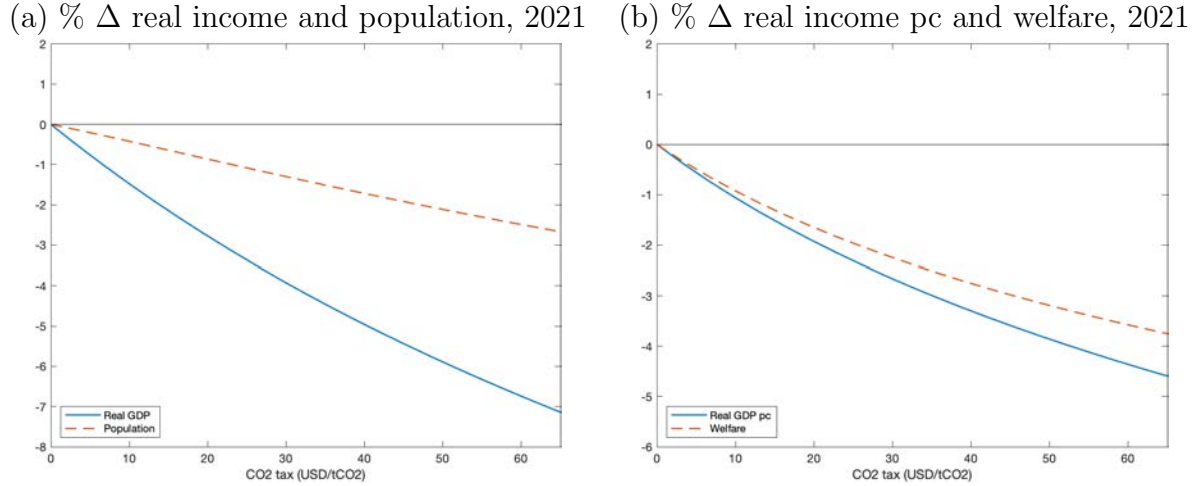 (a) % Δ real income and population, 2021
2
1
0
-1
-2
-3
-4
-5
-6
-7
-8
0 10 20 30 40 50 60
CO2 tax (USD/tCO2)
Real GDP
Population
(b) % Δ real income pc and welfare, 2021
2
1
0
-1
-2
-3
-4
-5
-6
0 10 20 30 40 50 60
CO2 tax (USD/tCO2)
Real GDP pc
Welfare